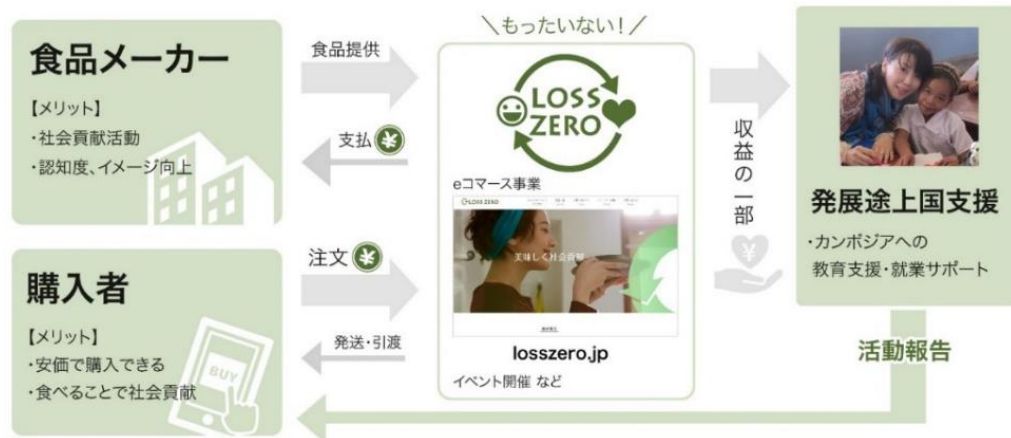 食品メーカー
【メリット】
・社会貢献活動
・認知度、イメージ向上
食品提供
支払
購入者
【メリット】
・安価で購入できる
・食べることで社会貢献
BUY
注文
発送・引渡
\もったいない！/
LOSS
ZERO
eコマース事業
LOSS ZERO
美味しく社会貢献
losszero.jp
イベント開催 など
収益の一部
¥
発展途上国支援
・カンボジアへの
教育支援・就業サポート
活動報告